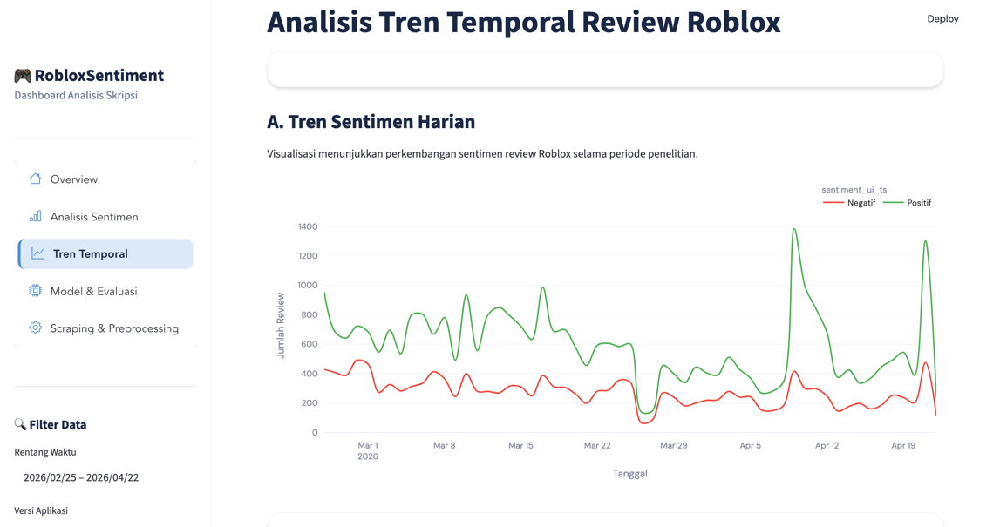 Analisis Tren Temporal Review Roblox
Deploy
RobloxSentiment
Dashboard Analisis Skripsi
Overview
Analisis Sentimen
Tren Temporal
Model & Evaluasi
Scraping & Preprocessing
Filter Data
Rentang Waktu
2026/02/25 – 2026/04/22
Versi Aplikasi
A. Tren Sentimen Harian
Visualisasi menunjukkan perkembangan sentimen review Roblox selama periode penelitian.
sentiment_ui_ts
Negatif Positif
1400
1200
1000
800
600
400
200
0
Jumlah Review
Mar 1 Mar 8 Mar 15 Mar 22 Mar 29 Apr 5 Apr 12 Apr 19
2026
Tanggal